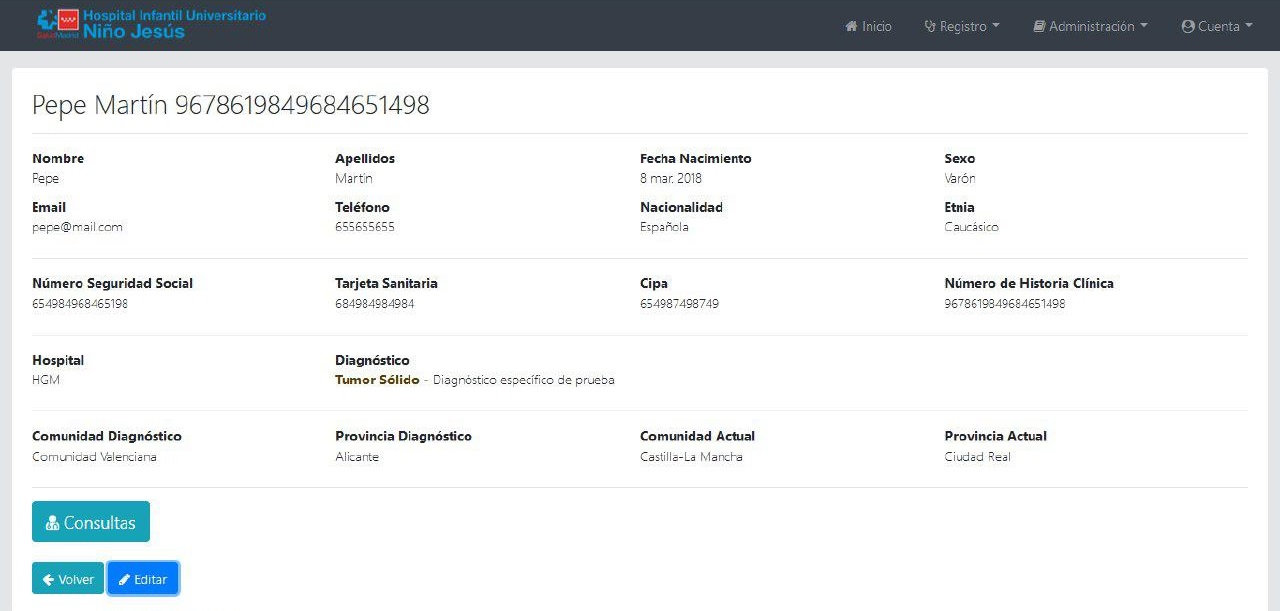 Hospital Infantil Universitario
Niño Jesús
SaludMadrid
Inicio Registro Administración Cuenta
Pepe Martín 9678619849684651498
Nombre Apellidos Fecha Nacimiento Sexo
Pepe Martín 8 mar. 2018 Varón
Email Teléfono Nacionalidad Etnia
pepe@mail.com 655655655 Española Caucásico
Número Seguridad Social Tarjeta Sanitaria Cipa Número de Historia Clínica
654984968465198 684984984984 654987498749 9678619849684651498
Hospital Diagnóstico
HGM Tumor Sólido - Diagnóstico específico de prueba
Comunidad Diagnóstico Provincia Diagnóstico Comunidad Actual Provincia Actual
Comunidad Valenciana Alicante Castilla-La Mancha Ciudad Real
Consultas
Volver Editar